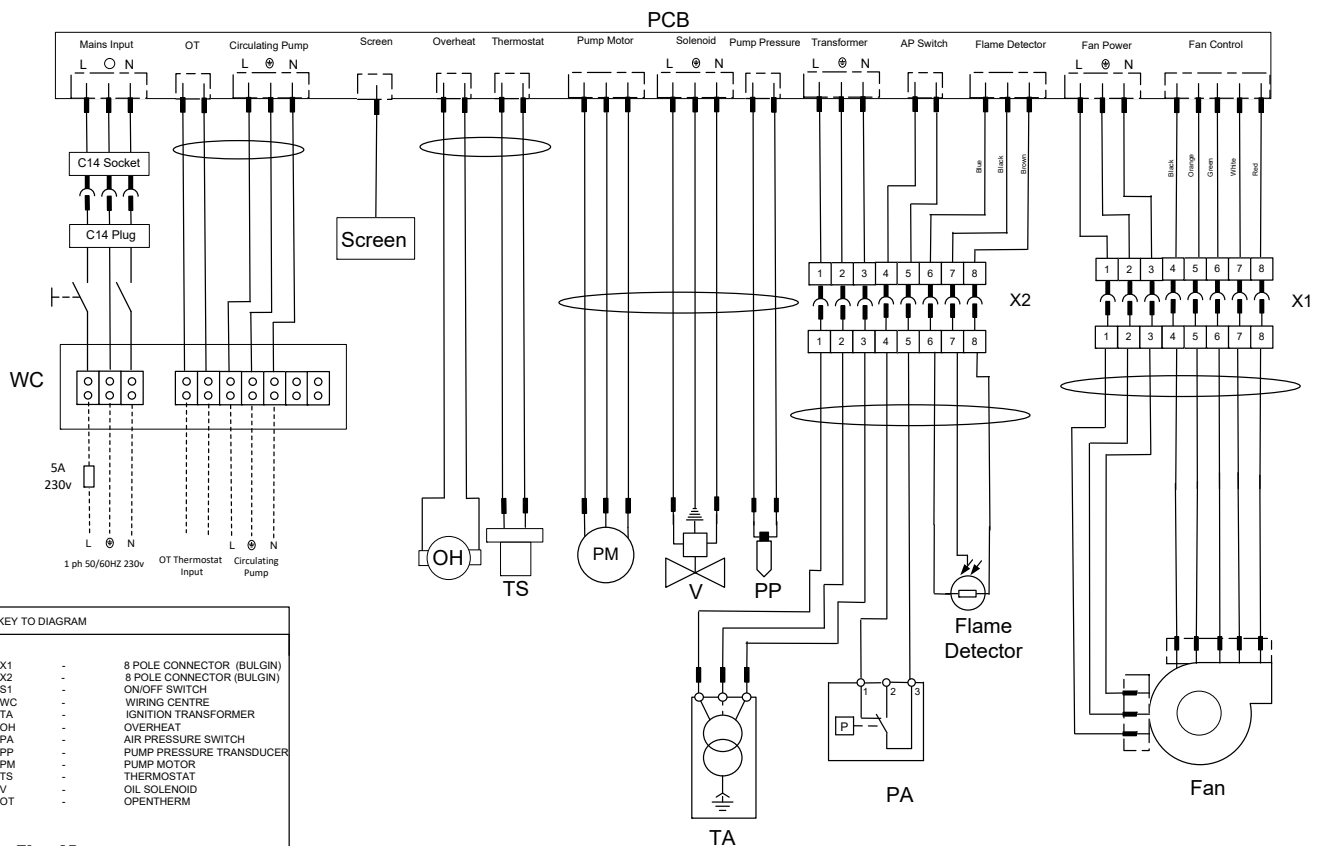 PCB
Mains Input OT Circulating Pump Screen Overheat Thermostat Pump Motor Solenoid Pump Pressure Transformer AP Switch Flame Detector Fan Power Fan Control
L N L N L N L N L N
Blue
Black
Brown
Black
Orange
Green
White
Red
C14 Socket
C14 Plug
Screen
1 2 3 4 5 6 7 8
X2
1 2 3 4 5 6 7 8
1 2 3 4 5 6 7 8
X1
1 2 3 4 5 6 7 8
WC
5A
230v
L N
1 ph 50/60HZ 230v
OT Thermostat
Input
L N
Circulating
Pump
OH
TS
PM
V
PP
Flame
Detector
1 2 3
P
PA
TA
Fan
KEY TO DIAGRAM
X1 - 8 POLE CONNECTOR (BULGIN)
X2 - 8 POLE CONNECTOR (BULGIN)
S1 - ON/OFF SWITCH
WC - WIRING CENTRE
TA - IGNITION TRANSFORMER
OH - OVERHEAT
PA - AIR PRESSURE SWITCH
PP - PUMP PRESSURE TRANSDUCER
PM - PUMP MOTOR
TS - THERMOSTAT
V - OIL SOLENOID
OT - OPENTHERM